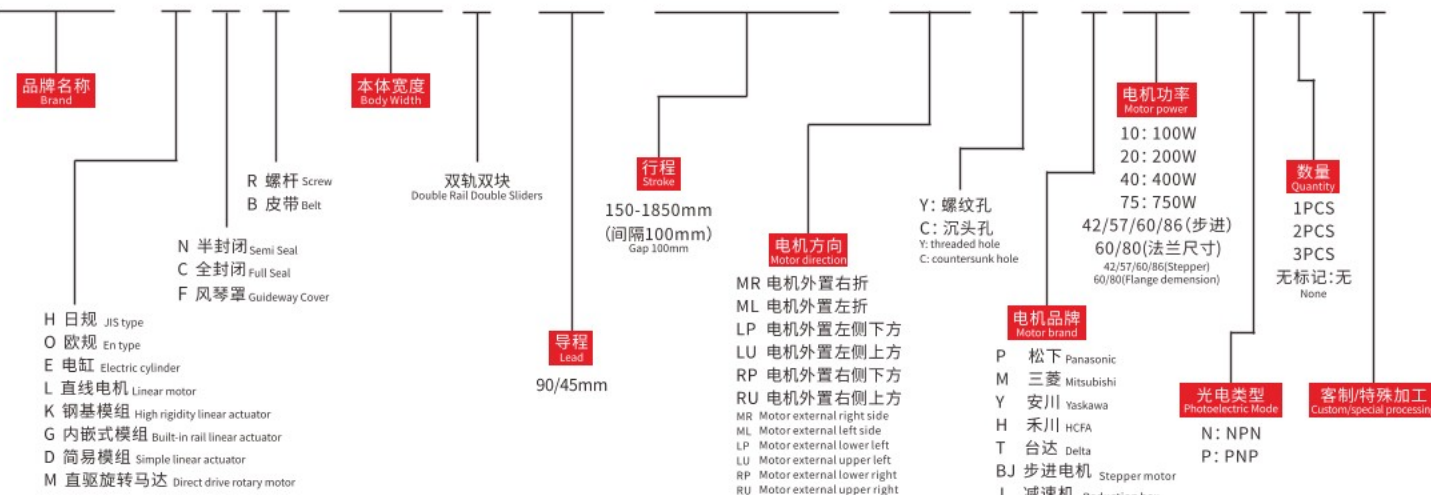 品牌名称
Brand
H 日规 JIS type
O 欧规 En type
E 电缸 Electric cylinder
L 直线电机 Linear motor
K 钢基模组 High rigidity linear actuator
G 内嵌式模组 Built-in rail linear actuator
D 简易模组 Simple linear actuator
M 直驱旋转马达 Direct drive rotary motor
N 半封闭 Semi Seal
C 全封闭 Full Seal
F 风琴罩 Guideway Cover
R 螺杆 Screw
B 皮带 Belt
本体宽度
Body Width
双轨双块
Double Rail Double Sliders
导程
Lead
90/45mm
行程
Stroke
150-1850mm
(间隔100mm)
Gap 100mm
电机方向
Motor direction
MR 电机外置右折
ML 电机外置左折
LP 电机外置左侧下方
LU 电机外置左侧上方
RP 电机外置右侧下方
RU 电机外置右侧上方
MR Motor external right side
ML Motor external left side
LP Motor external lower left
LU Motor external upper left
RP Motor external lower right
RU Motor external upper right
Y: 螺纹孔
C: 沉头孔
Y: threaded hole
C: countersunk hole
电机品牌
Motor brand
P 松下 Panasonic
M 三菱 Mitsubishi
Y 安川 Yaskawa
H 禾川 HCFA
T 台达 Delta
BJ 步进电机 Stepper motor
减速机
电机功率
Motor power
10: 100W
20: 200W
40: 400W
75: 750W
42/57/60/86(步进)
60/80(法兰尺寸)
42/57/60/86(Stepper)
60/80(Flange demension)
光电类型
Photoelectric Mode
N: NPN
P: PNP
数量
Quantity
1PCS
2PCS
3PCS
无标记:无
None
客制/特殊加工
Custom/special processing